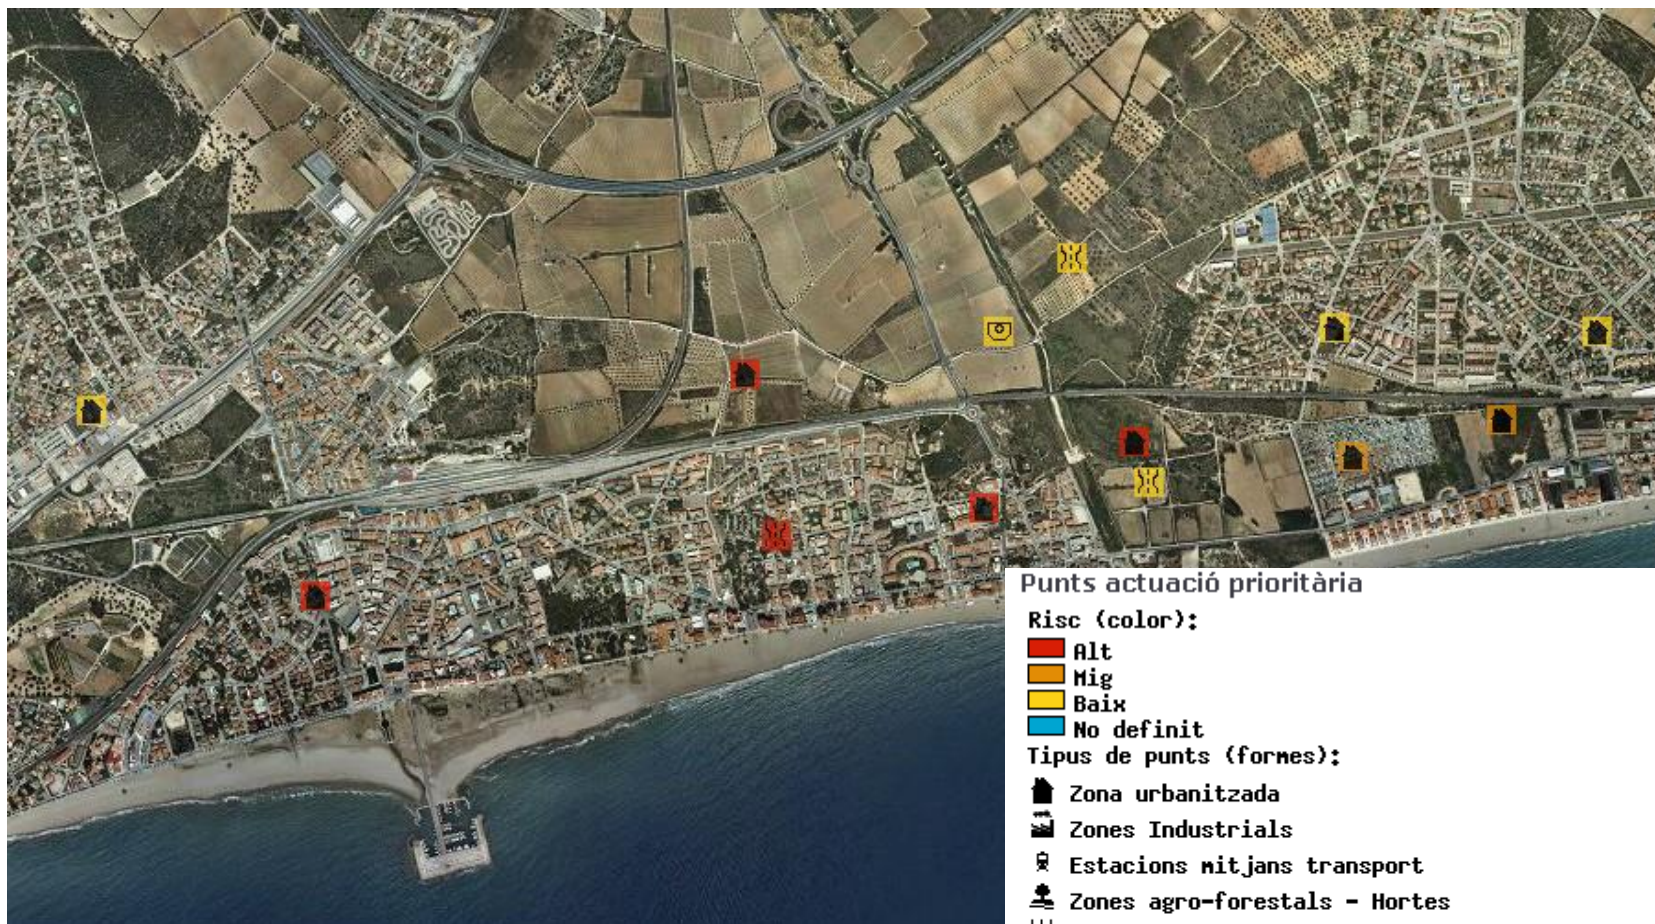 Punts actuació prioritària
Risc (color):
Alt
Mig
Baix
No definit
Tipus de punts (formes):
Zona urbanitzada
Zones Industrials
Estacions mitjans transport
Zones agro-forestals - Hortes